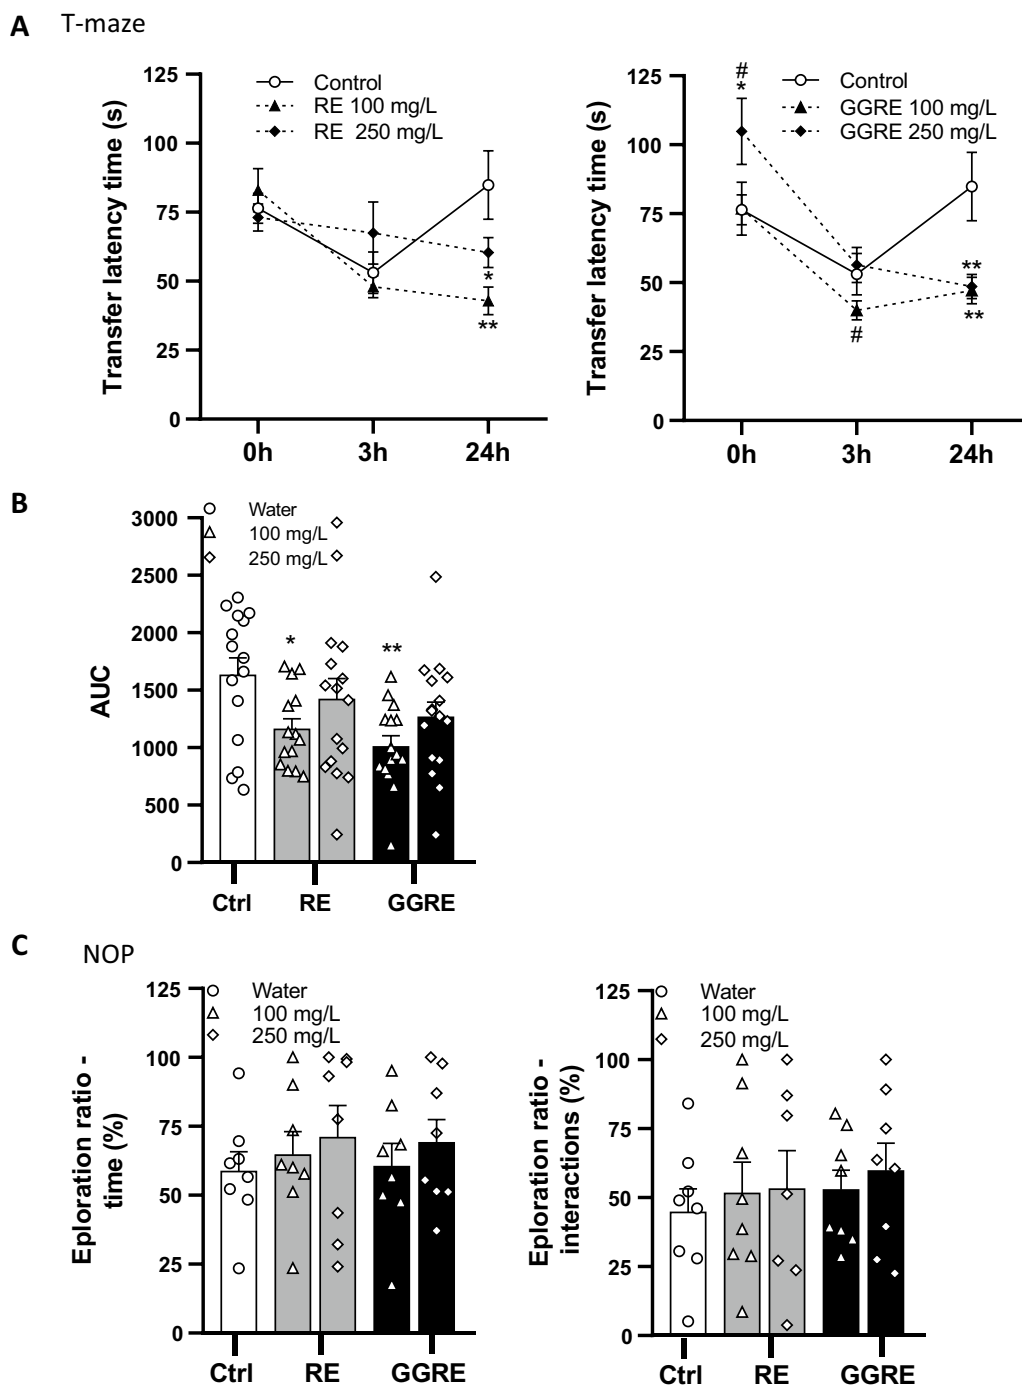 A T-maze
125
100
75
50
25
0
Transfer latency time (s)
Control
RE 100 mg/L
RE 250 mg/L
*
**
0h 3h 24h
125
100
75
50
25
0
Transfer latency time (s)
#
*
Control
GGRE 100 mg/L
GGRE 250 mg/L
#
**
**
0h 3h 24h
B
3000
2500
2000
1500
1000
500
0
AUC
Water
100 mg/L
250 mg/L
*
**
Ctrl RE GGRE
C NOP
125
100
75
50
25
0
Eploration ratio -
time (%)
Water
100 mg/L
250 mg/L
Ctrl RE GGRE
125
100
75
50
25
0
Eploration ratio -
interactions (%)
Water
100 mg/L
250 mg/L
Ctrl RE GGRE